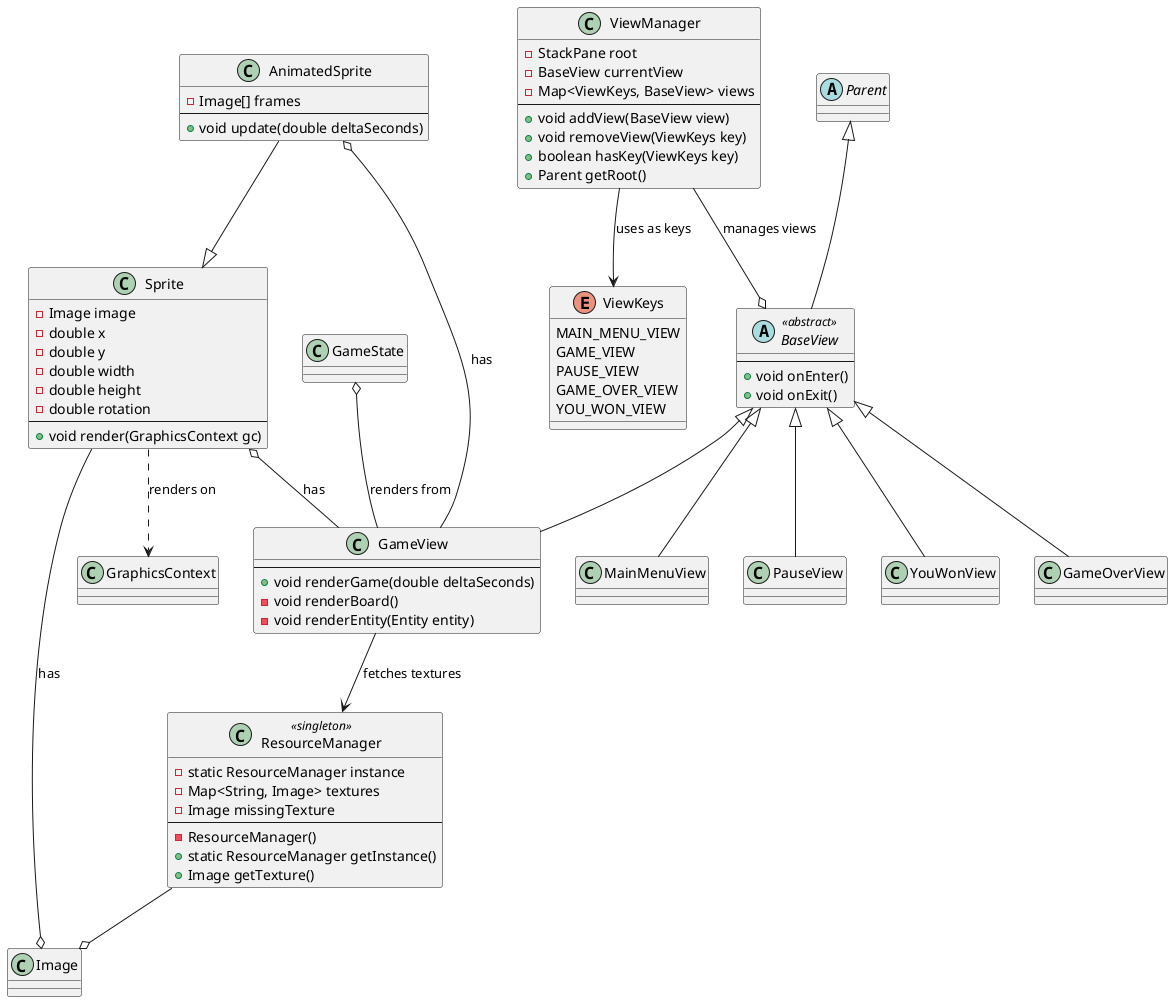 ViewManager
StackPane root
BaseView currentView
Map<ViewKeys, BaseView> views
void addView(BaseView view)
void removeView(ViewKeys key)
boolean hasKey(ViewKeys key)
Parent getRoot()
AnimatedSprite
Image[] frames
void update(double deltaSeconds)
Parent
uses as keys
manages views
Sprite
Image image
double x
double y
double width
double height
double rotation
void render(GraphicsContext gc)
GameState
has
ViewKeys
MAIN_MENU_VIEW
GAME_VIEW
PAUSE_VIEW
GAME_OVER_VIEW
YOU_WON_VIEW
«abstract»
BaseView
void onEnter()
void onExit()
renders on
has
renders from
GraphicsContext
GameView
void renderGame(double deltaSeconds)
void renderBoard()
void renderEntity(Entity entity)
MainMenuView
PauseView
YouWonView
GameOverView
has
fetches textures
«singleton»
ResourceManager
static ResourceManager instance
Map<String, Image> textures
Image missingTexture
ResourceManager()
static ResourceManager getInstance()
Image getTexture()
Image
C
C
A
C
C
E
A
C
C
C
C
C
C
C
C